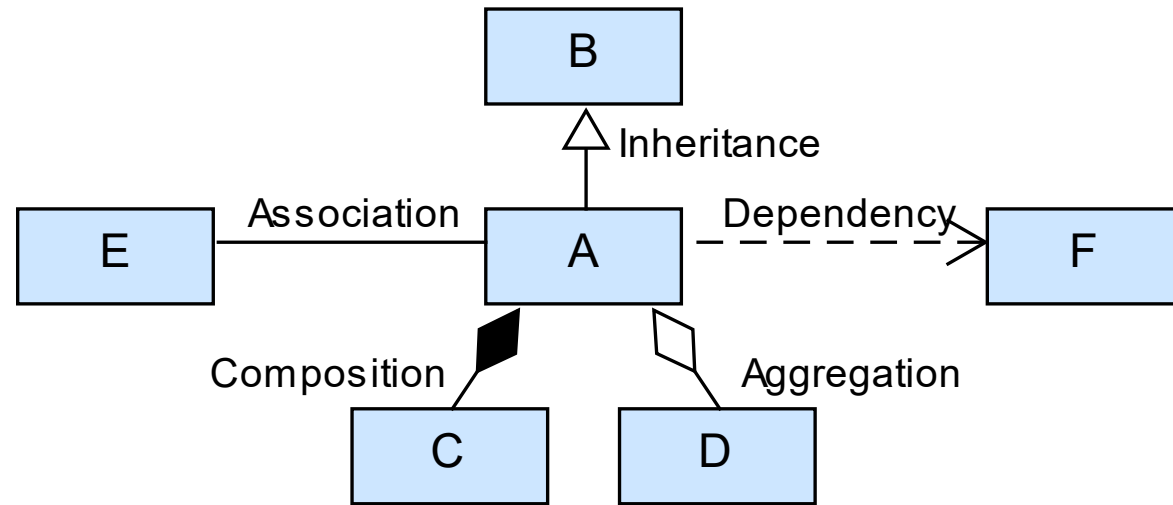 B
Inheritance
Association
Dependency
E
A
F
Composition
Aggregation
C
D